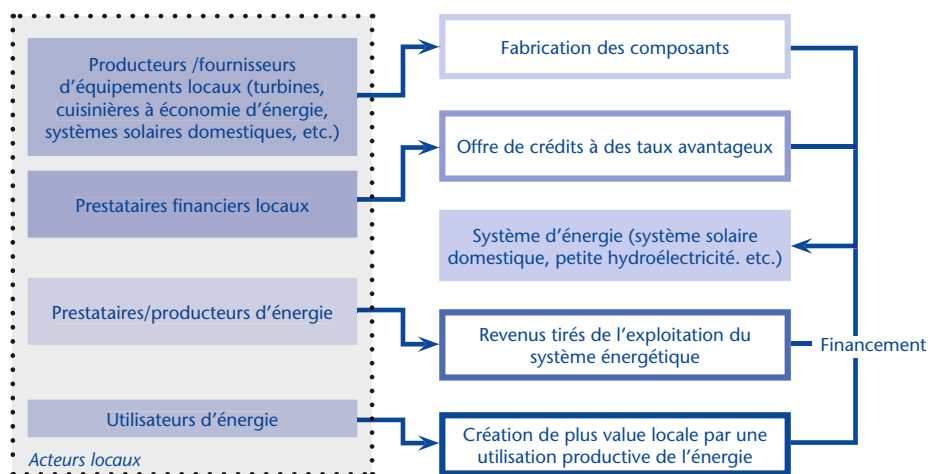 Producteurs /fournisseurs
d'équipements locaux (turbines,
cuisinières à économie d'énergie,
systèmes solaires domestiques, etc.)
Fabrication des composants
Prestataires financiers locaux
Offre de crédits à des taux avantageux
Système d'énergie (système solaire
domestique, petite hydroélectricité. etc.)
Prestataires/producteurs d'énergie
Revenus tirés de l'exploitation du
système énergétique
Financement
Utilisateurs d'énergie
Création de plus value locale par une
utilisation productive de l'énergie
Acteurs locaux